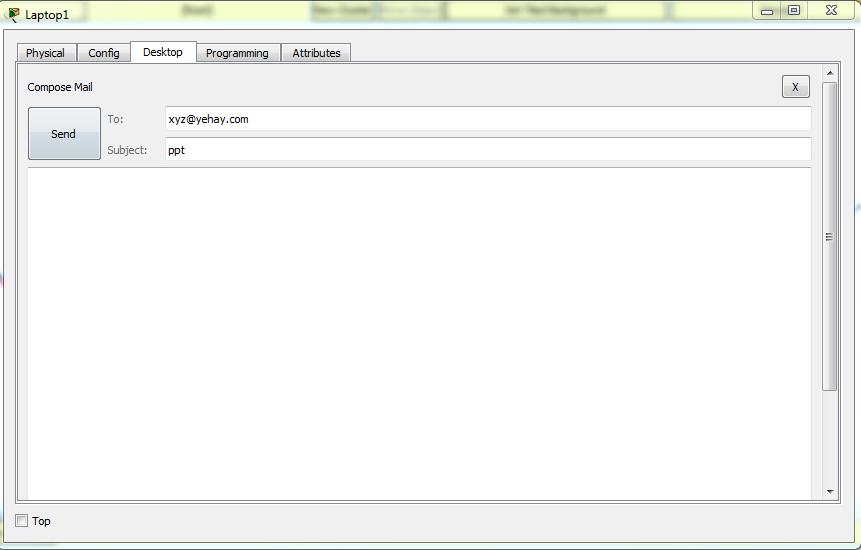 Laptop1
Physical Config Desktop Programming Attributes
Compose Mail X
Send
To: xyz@yehay.com
Subject: ppt
Top